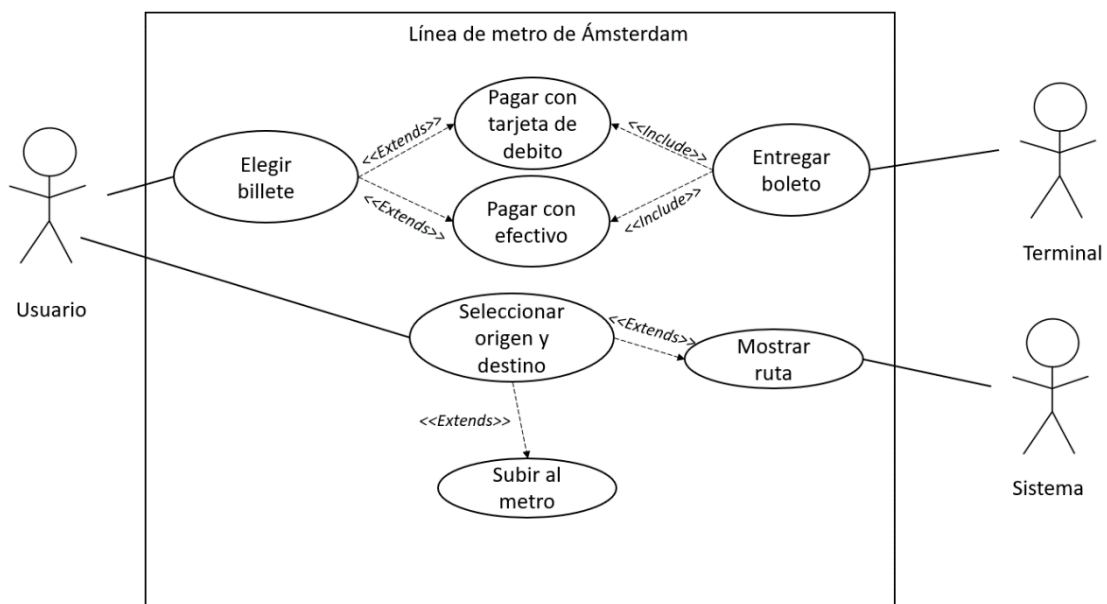 Línea de metro de Ámsterdam
Pagar con
tarjeta de
debito
<<Extends>>
<<Include>>
Elegir
billete
Entregar
boleto
<<Extends>>
Pagar con
efectivo
<<Include>>
Usuario
Terminal
Seleccionar
origen y
destino
<<Extends>>
Mostrar
ruta
<<Extends>>
Subir al
metro
Sistema